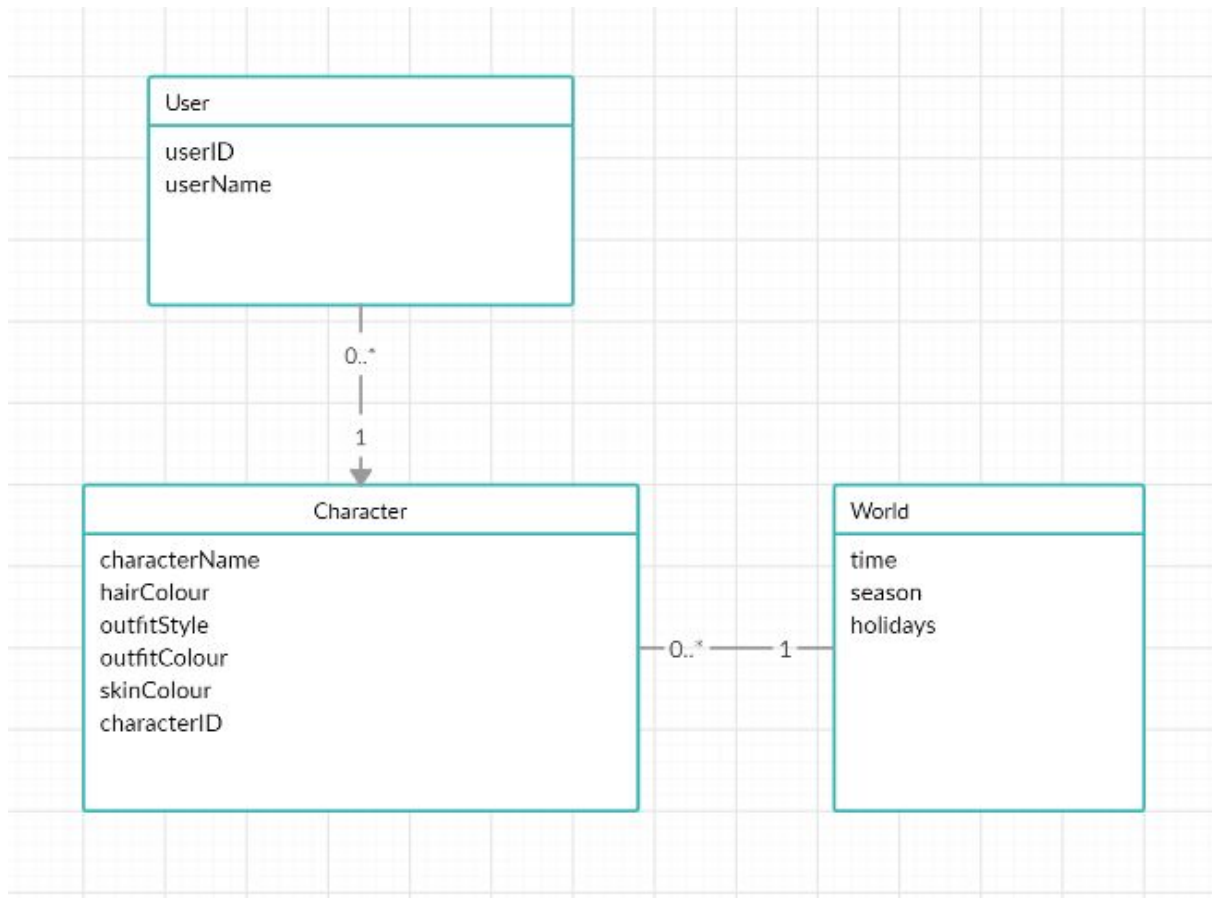 User
userID
userName
0..*
1
Character
characterName
hairColour
outfitStyle
outfitColour
skinColour
characterID
0..*
1
World
time
season
holidays